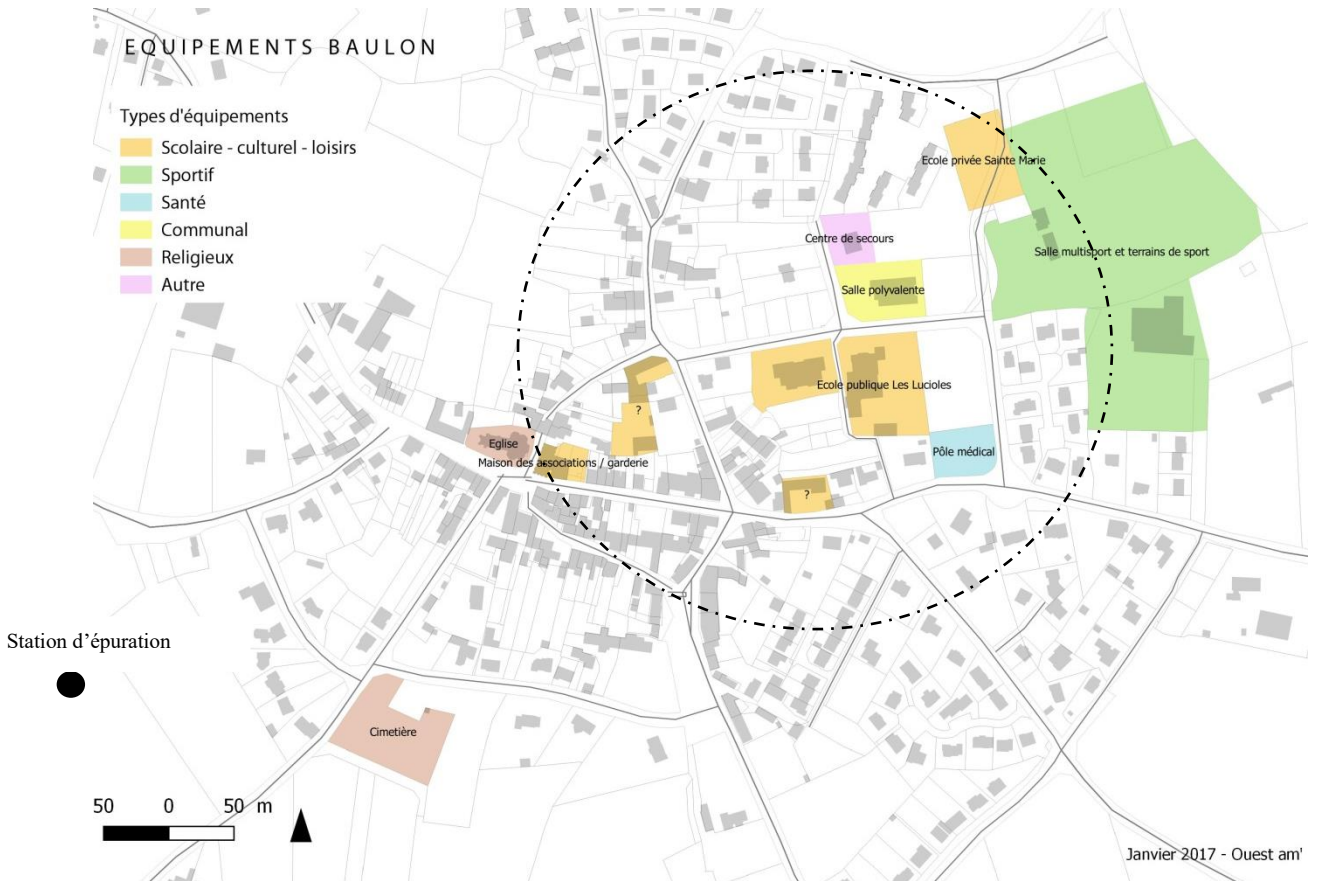 EQUIPEMENTS BAULON
Types d'équipements
Scolaire - culturel - loisirs
Sportif
Santé
Communal
Religieux
Autre
Ecole privée Sainte Marie
Centre de secours
Salle multisport et terrains de sport
Salle polyvalente
Ecole publique Les Lucioles
?
Eglise
Maison des associations / garderie
Pôle médical
?
Station d'épuration
Cimetière
50 0 50 m
Janvier 2017 - Ouest am'